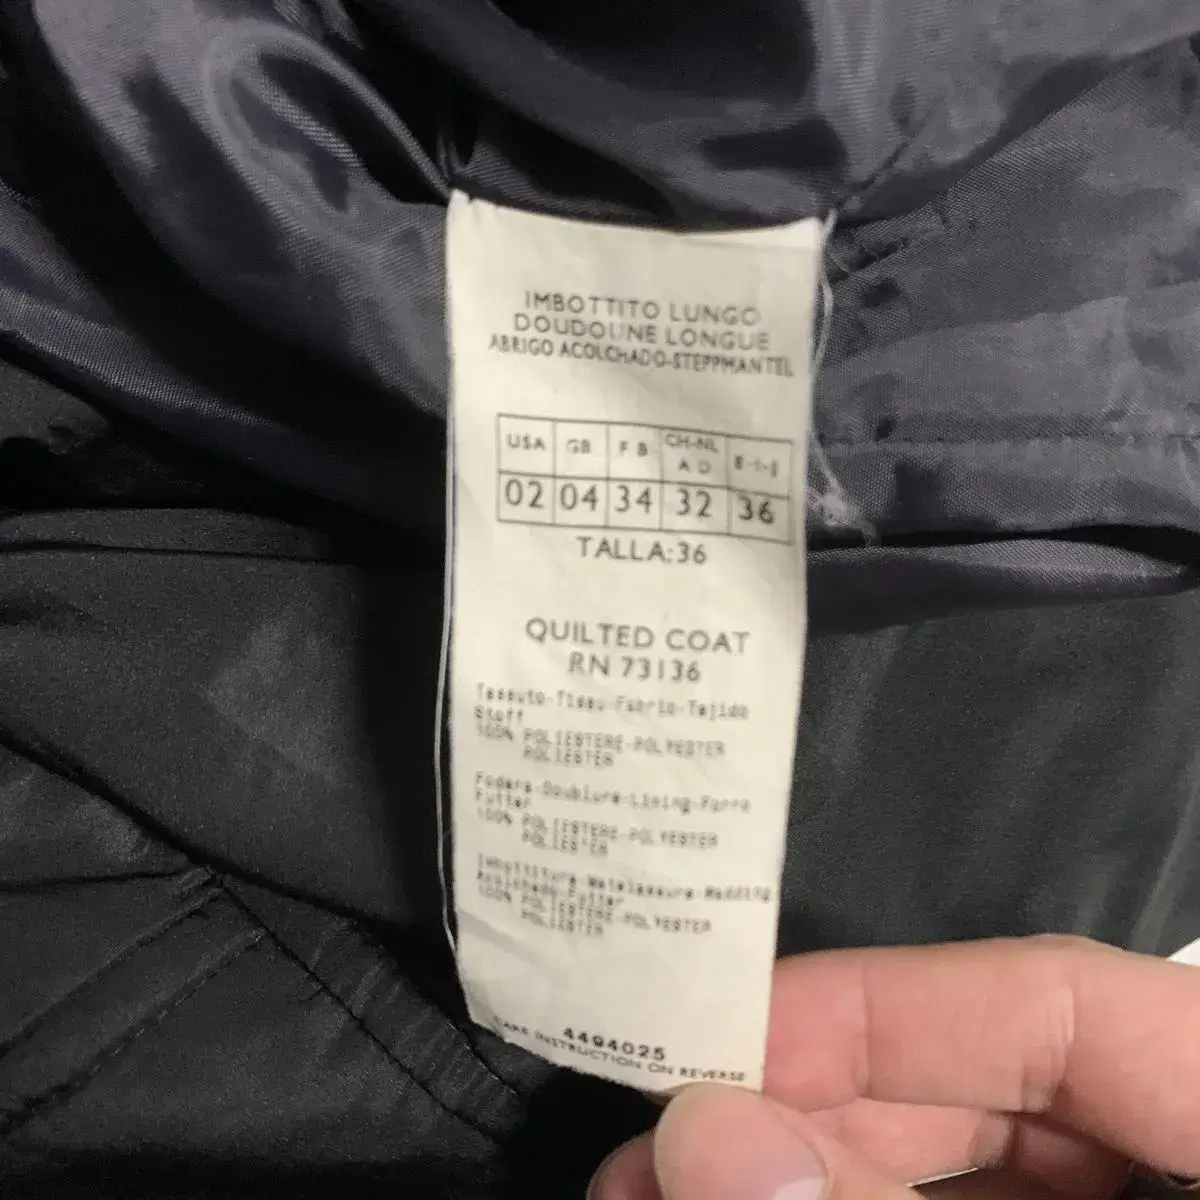 IMBOTTITO LUNGO
DOUDOUNE LONGUE
ABRIGO ACOLCHADO-STEPPMANTEL
USA GB F B CH-NL A D E-I-J
02 04 34 32 36
TALLA:36
QUILTED COAT
RN 73136
Tessuto-Tissu-Fabric-Tejido
Stoff
100% POLIESTERE-POLYESTER
POLIESTER
Fodera-Doublure-Lining-Forro
Futter
100% POLIESTERE-POLYESTER
POLIESTER
Imbottitura-Matelassure-Wadding
Acolchado-Futter
100% POLIESTERE-POLYESTER
POLIESTER
4494025
CARE INSTRUCTION ON REVERSE